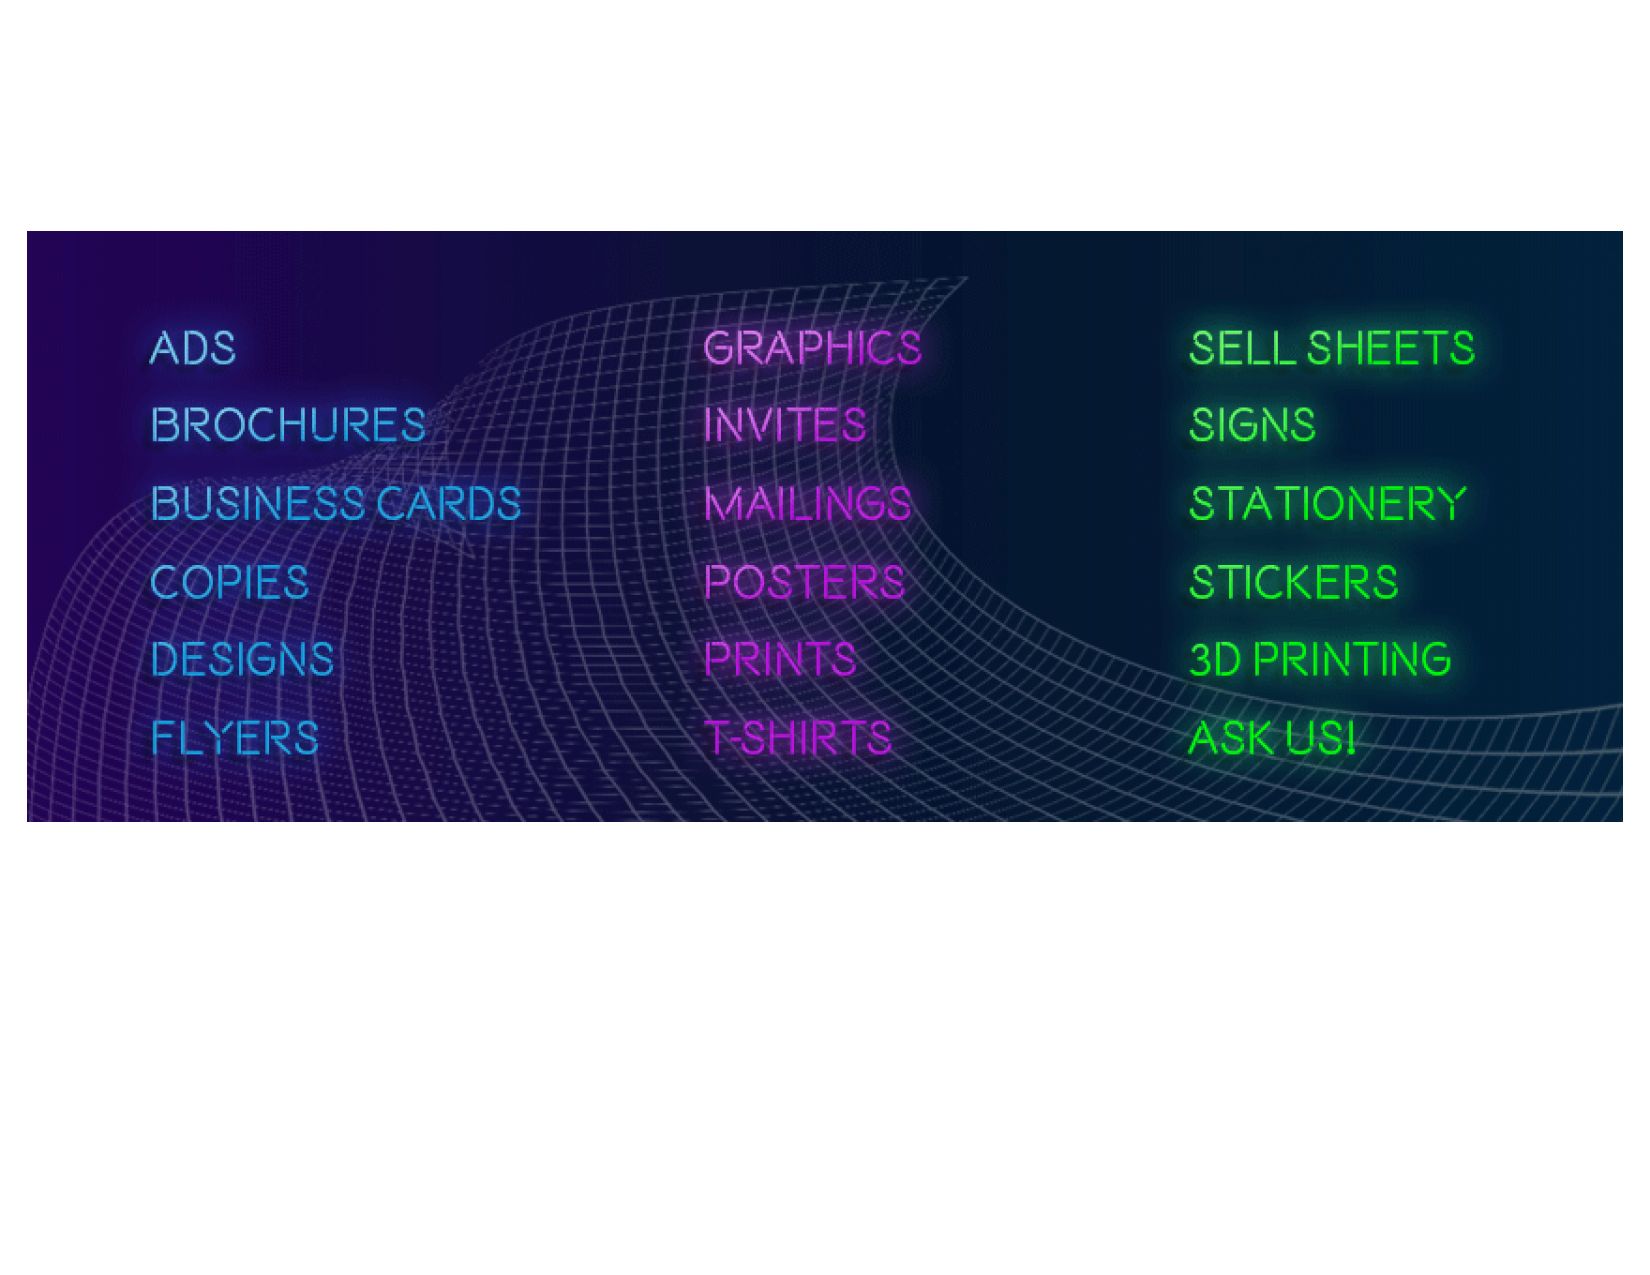 ADS
BROCHURES
BUSINESS CARDS
COPIES
DESIGNS
FLYERS
GRAPHICS
INVITES
MAILINGS
POSTERS
PRINTS
T-SHIRTS
SELL SHEETS
SIGNS
STATIONERY
STICKERS
3D PRINTING
ASK US!